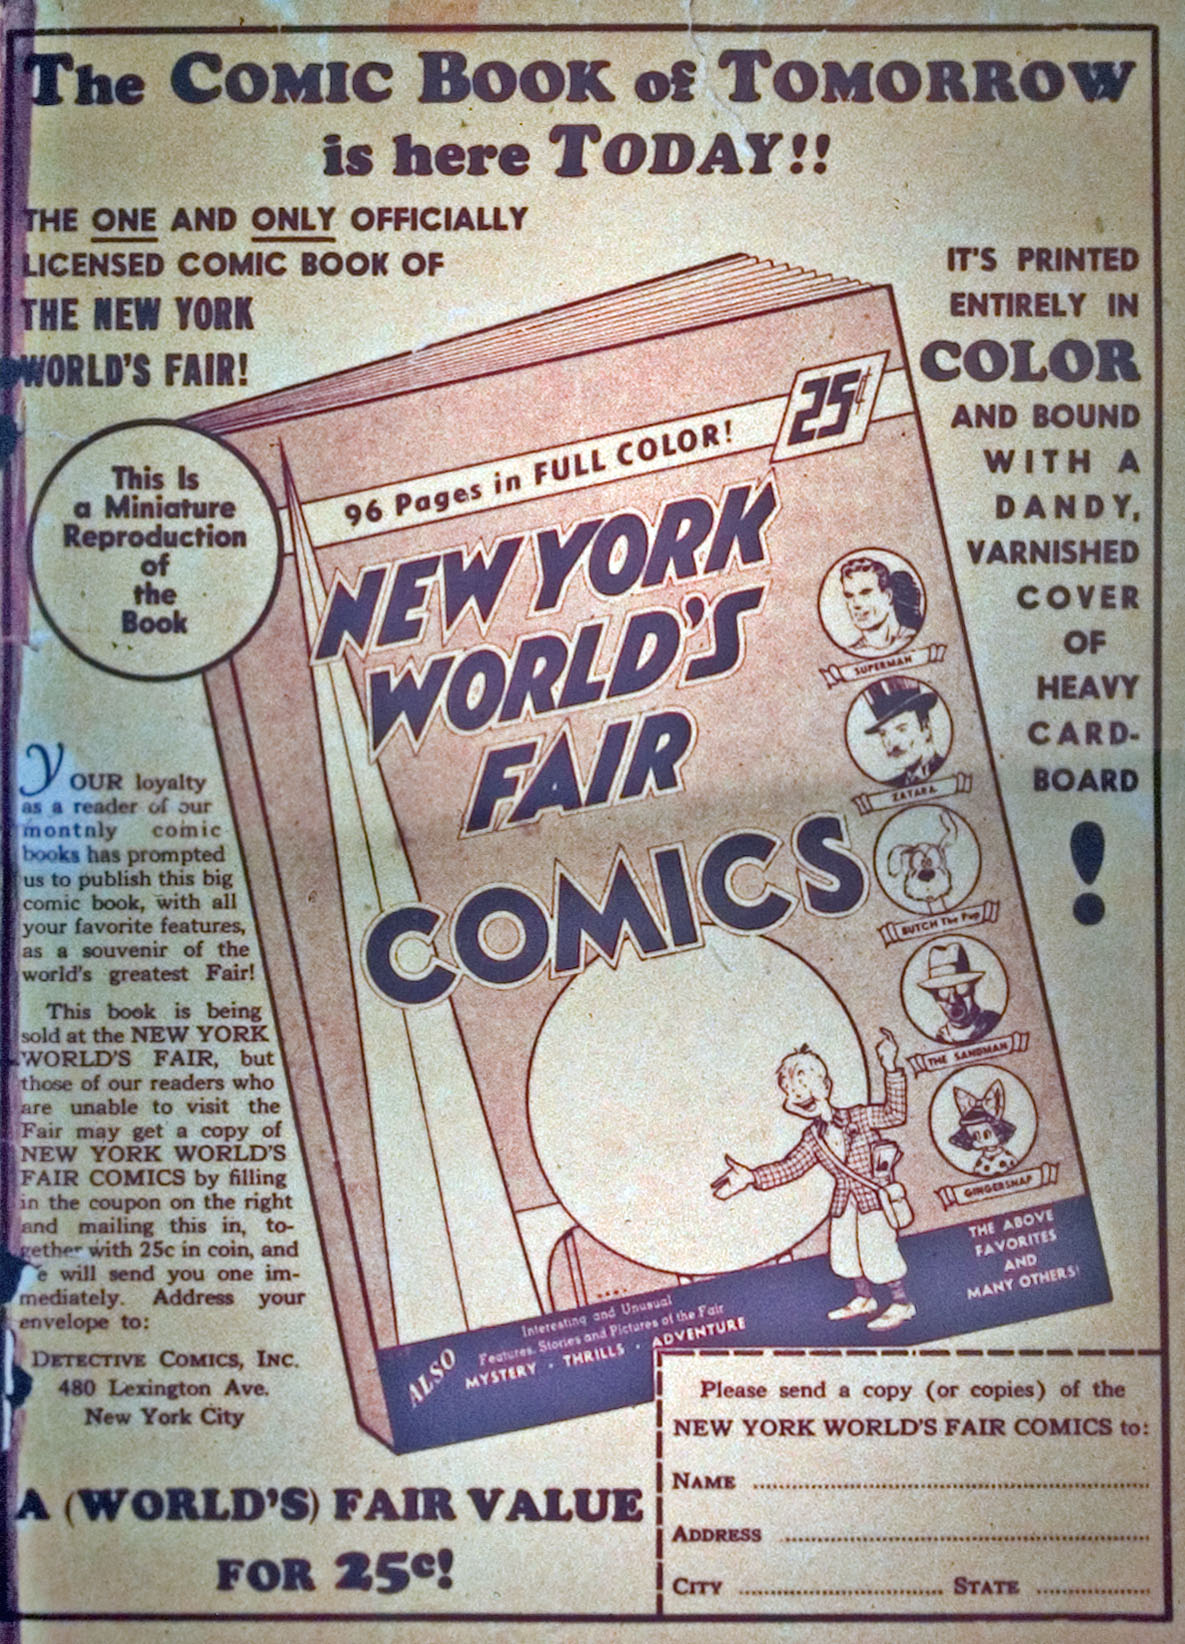 The COMIC BOOK of TOMORROW
is here TODAY!!
THE ONE AND ONLY OFFICIALLY
LICENSED COMIC BOOK OF
THE NEW YORK
WORLD'S FAIR!
IT'S PRINTED
ENTIRELY IN
COLOR
AND BOUND
WITH A
DANDY,
VARNISHED
COVER
OF
HEAVY
CARD-
BOARD
!
This Is
a Miniature
Reproduction
of
the
Book
96 Pages in FULL COLOR!
25¢
NEW YORK
WORLD'S
FAIR
COMICS
SUPERMAN
ZATARA
BUTCH The Pup
THE SANDMAN
GINGERSNAP
THE ABOVE
FAVORITES
AND
MANY OTHERS!
ALSO
Interesting and Unusual
Features, Stories and Pictures of the Fair
MYSTERY · THRILLS · ADVENTURE
YOUR loyalty
as a reader of our
monthly comic
books has prompted
us to publish this big
comic book, with all
your favorite features,
as a souvenir of the
world's greatest Fair!
This book is being
sold at the NEW YORK
WORLD'S FAIR, but
those of our readers who
are unable to visit the
Fair may get a copy of
NEW YORK WORLD'S
FAIR COMICS by filling
in the coupon on the right
and mailing this in, to-
gether with 25c in coin, and
e will send you one im-
mediately. Address your
envelope to:
DETECTIVE COMICS, INC.
480 Lexington Ave.
New York City
A (WORLD'S) FAIR VALUE
FOR 25c!
Please send a copy (or copies) of the
NEW YORK WORLD'S FAIR COMICS to:
NAME
ADDRESS
CITY STATE